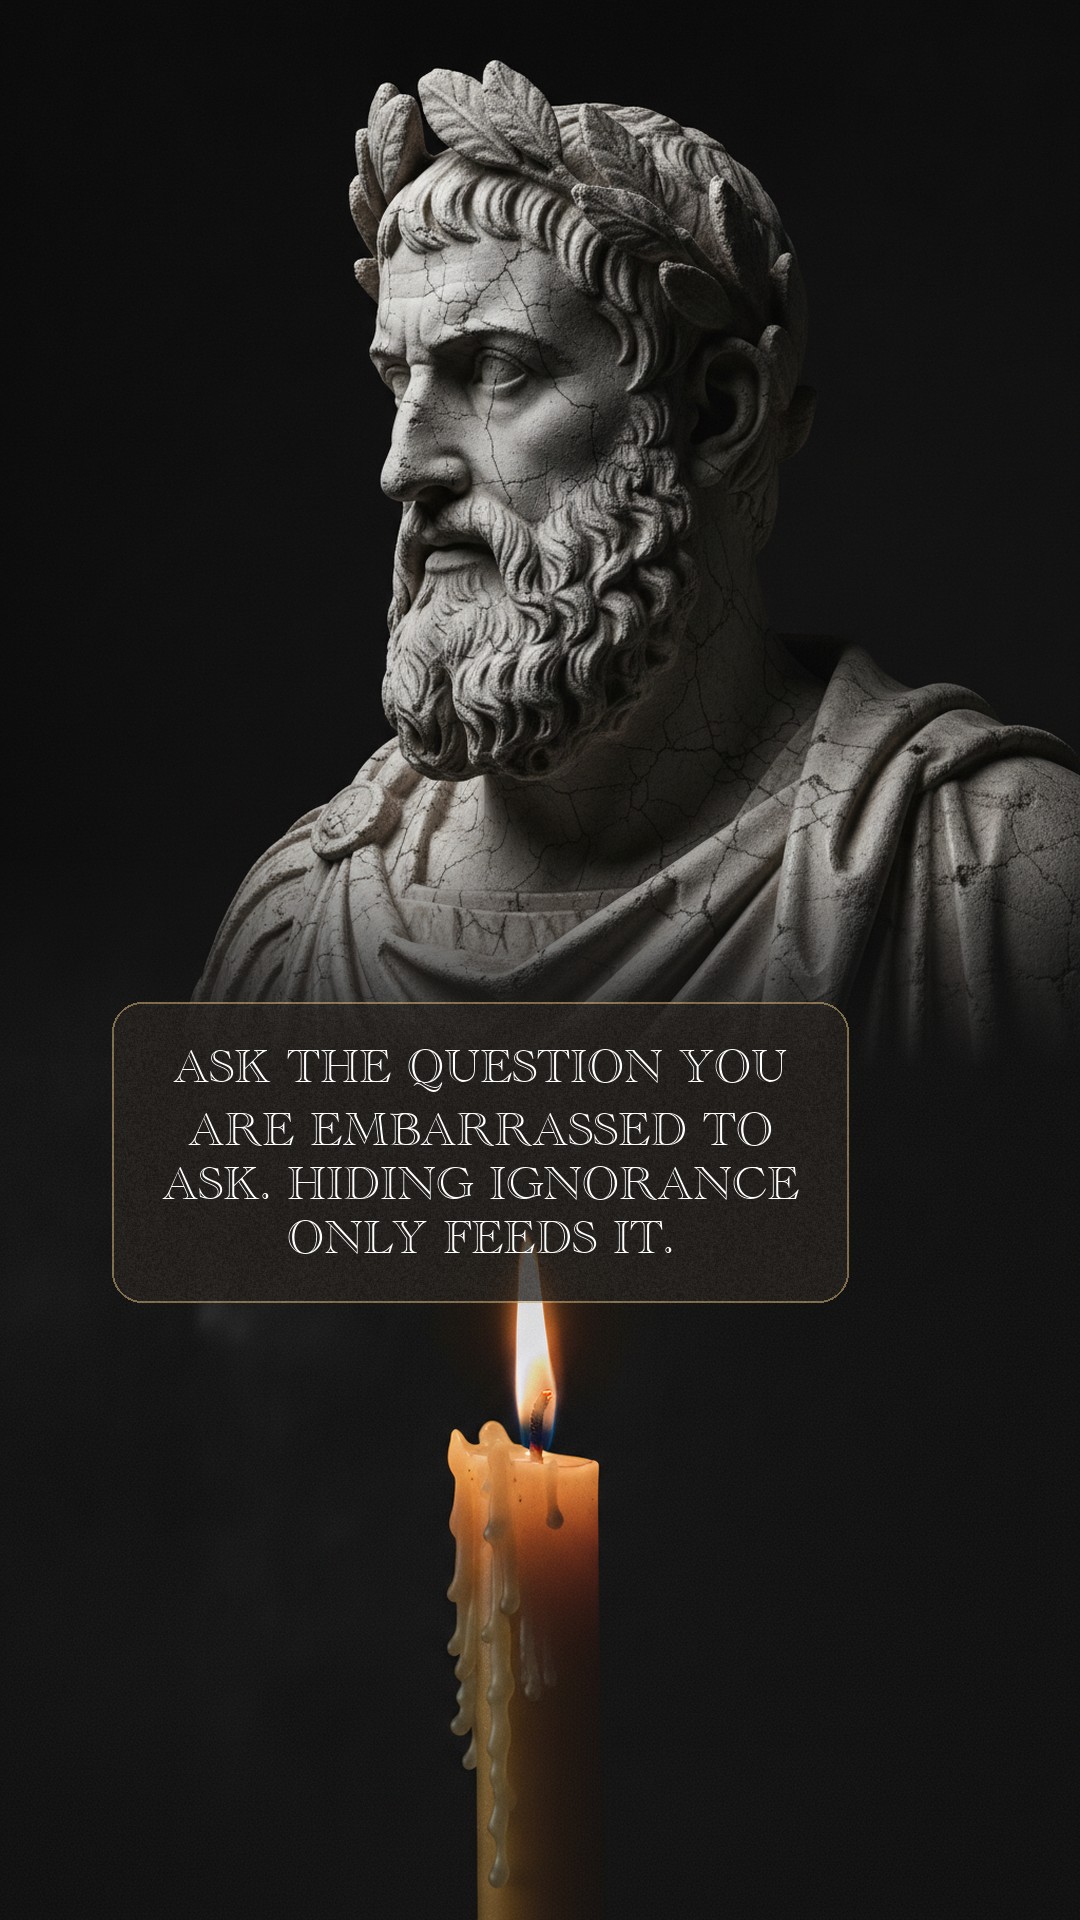 ASK THE QUESTION YOU
ARE EMBARRASSED TO
ASK. HIDING IGNORANCE
ONLY FEEDS IT.